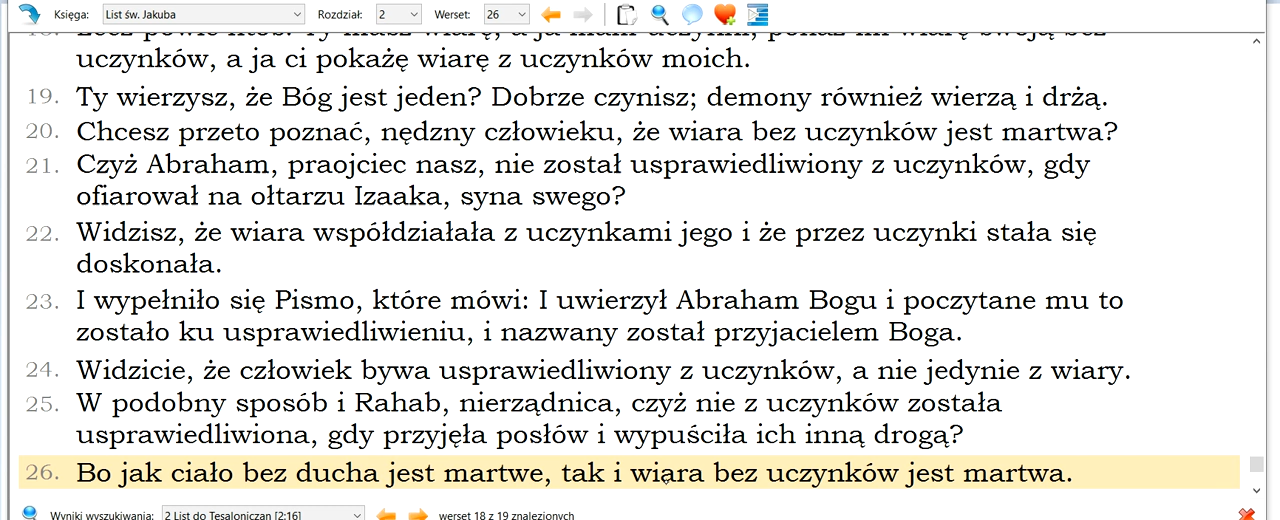 Księga: List św. Jakuba Rozdział: 2 Werset: 26
uczynków, a ja ci pokażę wiarę z uczynków moich.
19. Ty wierzysz, że Bóg jest jeden? Dobrze czynisz; demony również wierzą i drżą.
20. Chcesz przeto poznać, nędzny człowieku, że wiara bez uczynków jest martwa?
21. Czyż Abraham, praojciec nasz, nie został usprawiedliwiony z uczynków, gdy
ofiarował na ołtarzu Izaaka, syna swego?
22. Widzisz, że wiara współdziałała z uczynkami jego i że przez uczynki stała się
doskonała.
23. I wypełniło się Pismo, które mówi: I uwierzył Abraham Bogu i poczytane mu to
zostało ku usprawiedliwieniu, i nazwany został przyjacielem Boga.
24. Widzicie, że człowiek bywa usprawiedliwiony z uczynków, a nie jedynie z wiary.
25. W podobny sposób i Rahab, nierządnica, czyż nie z uczynków została
usprawiedliwiona, gdy przyjęła posłów i wypuściła ich inną drogą?
26. Bo jak ciało bez ducha jest martwe, tak i wiara bez uczynków jest martwa.
Wyniki wyszukiwania: 2 List do Tesaloniczan [2:16] werset 18 z 19 znalezionych